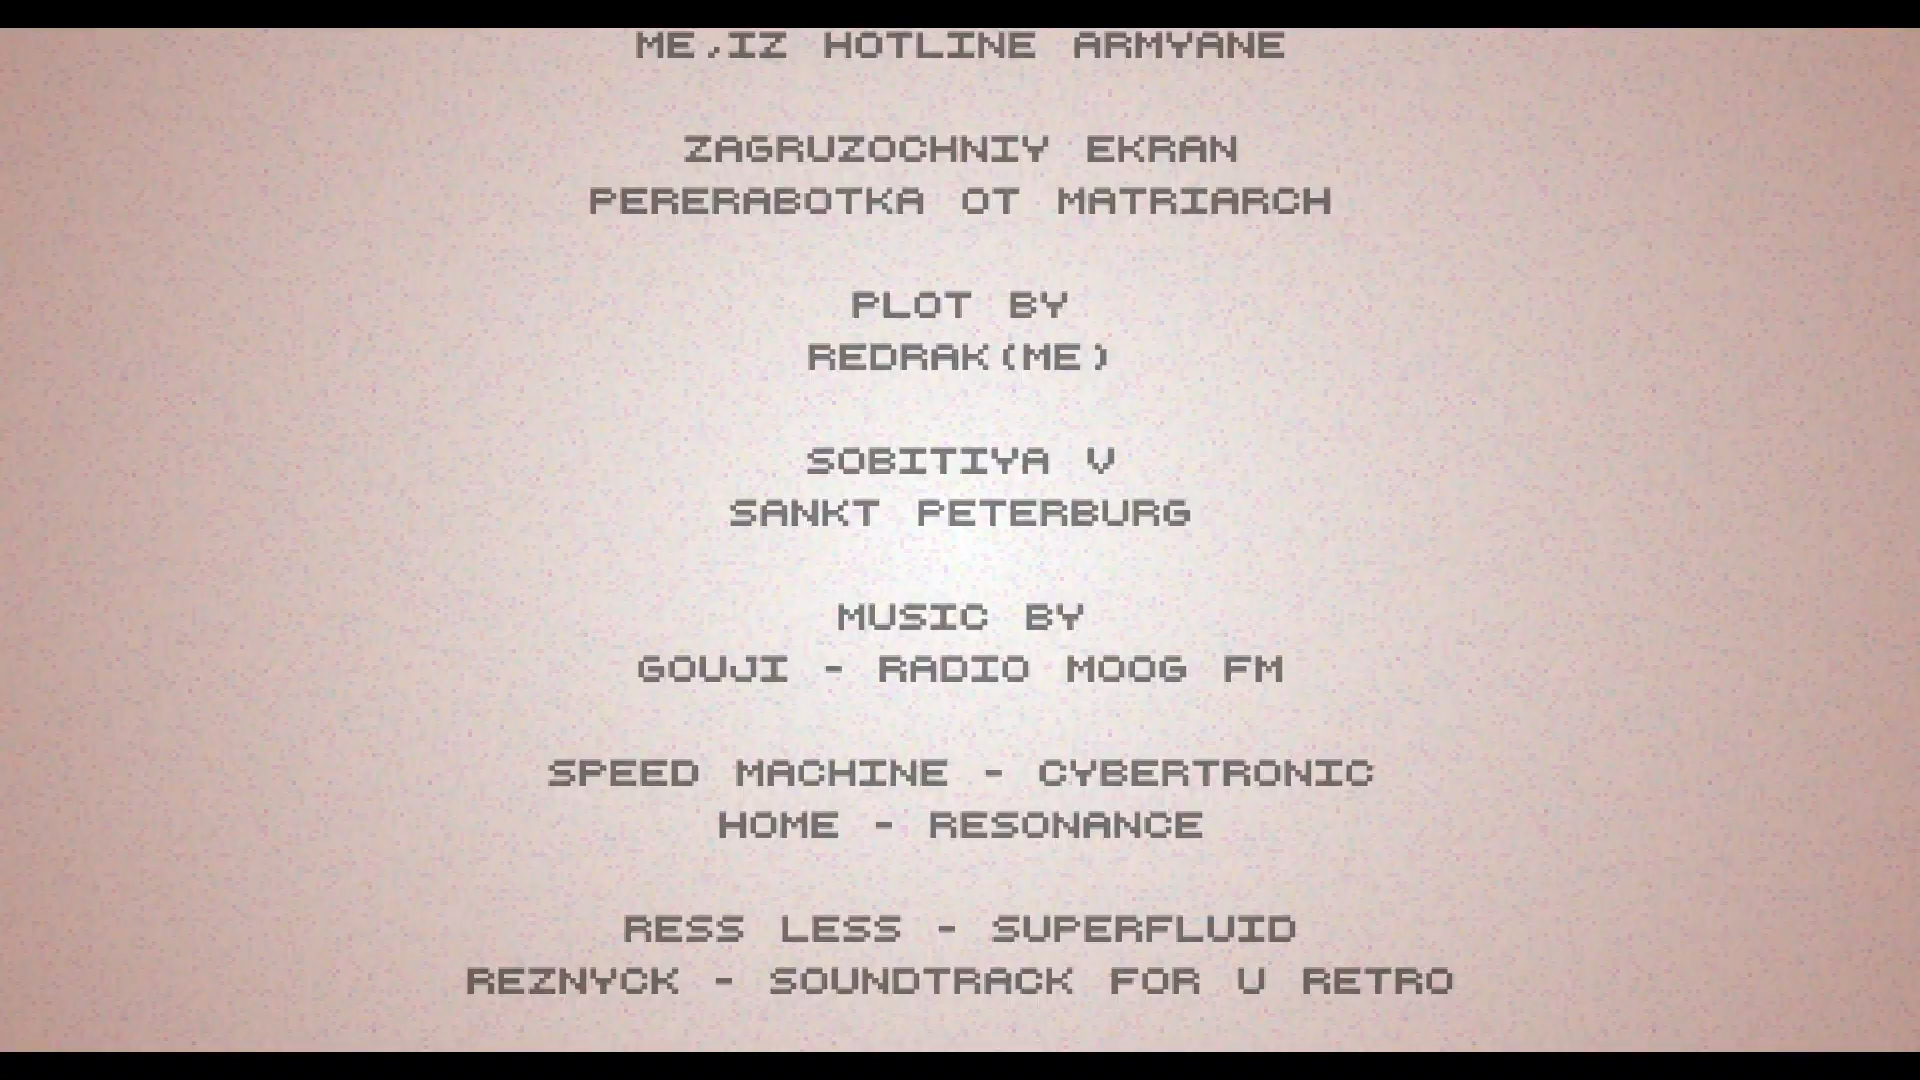 ME.IZ HOTLINE ARMYANE
ZAGRUZOCHNIY EKRAN
PERERABOTKA OT MATRIARCH
PLOT BY
REDRAK(ME)
SOBITIYA V
SANKT PETERBURG
MUSIC BY
GOUJI - RADIO MOOG FM
SPEED MACHINE - CYBERTRONIC
HOME - RESONANCE
RESS LESS - SUPERFLUID
REZNYCK - SOUNDTRACK FOR U RETRO